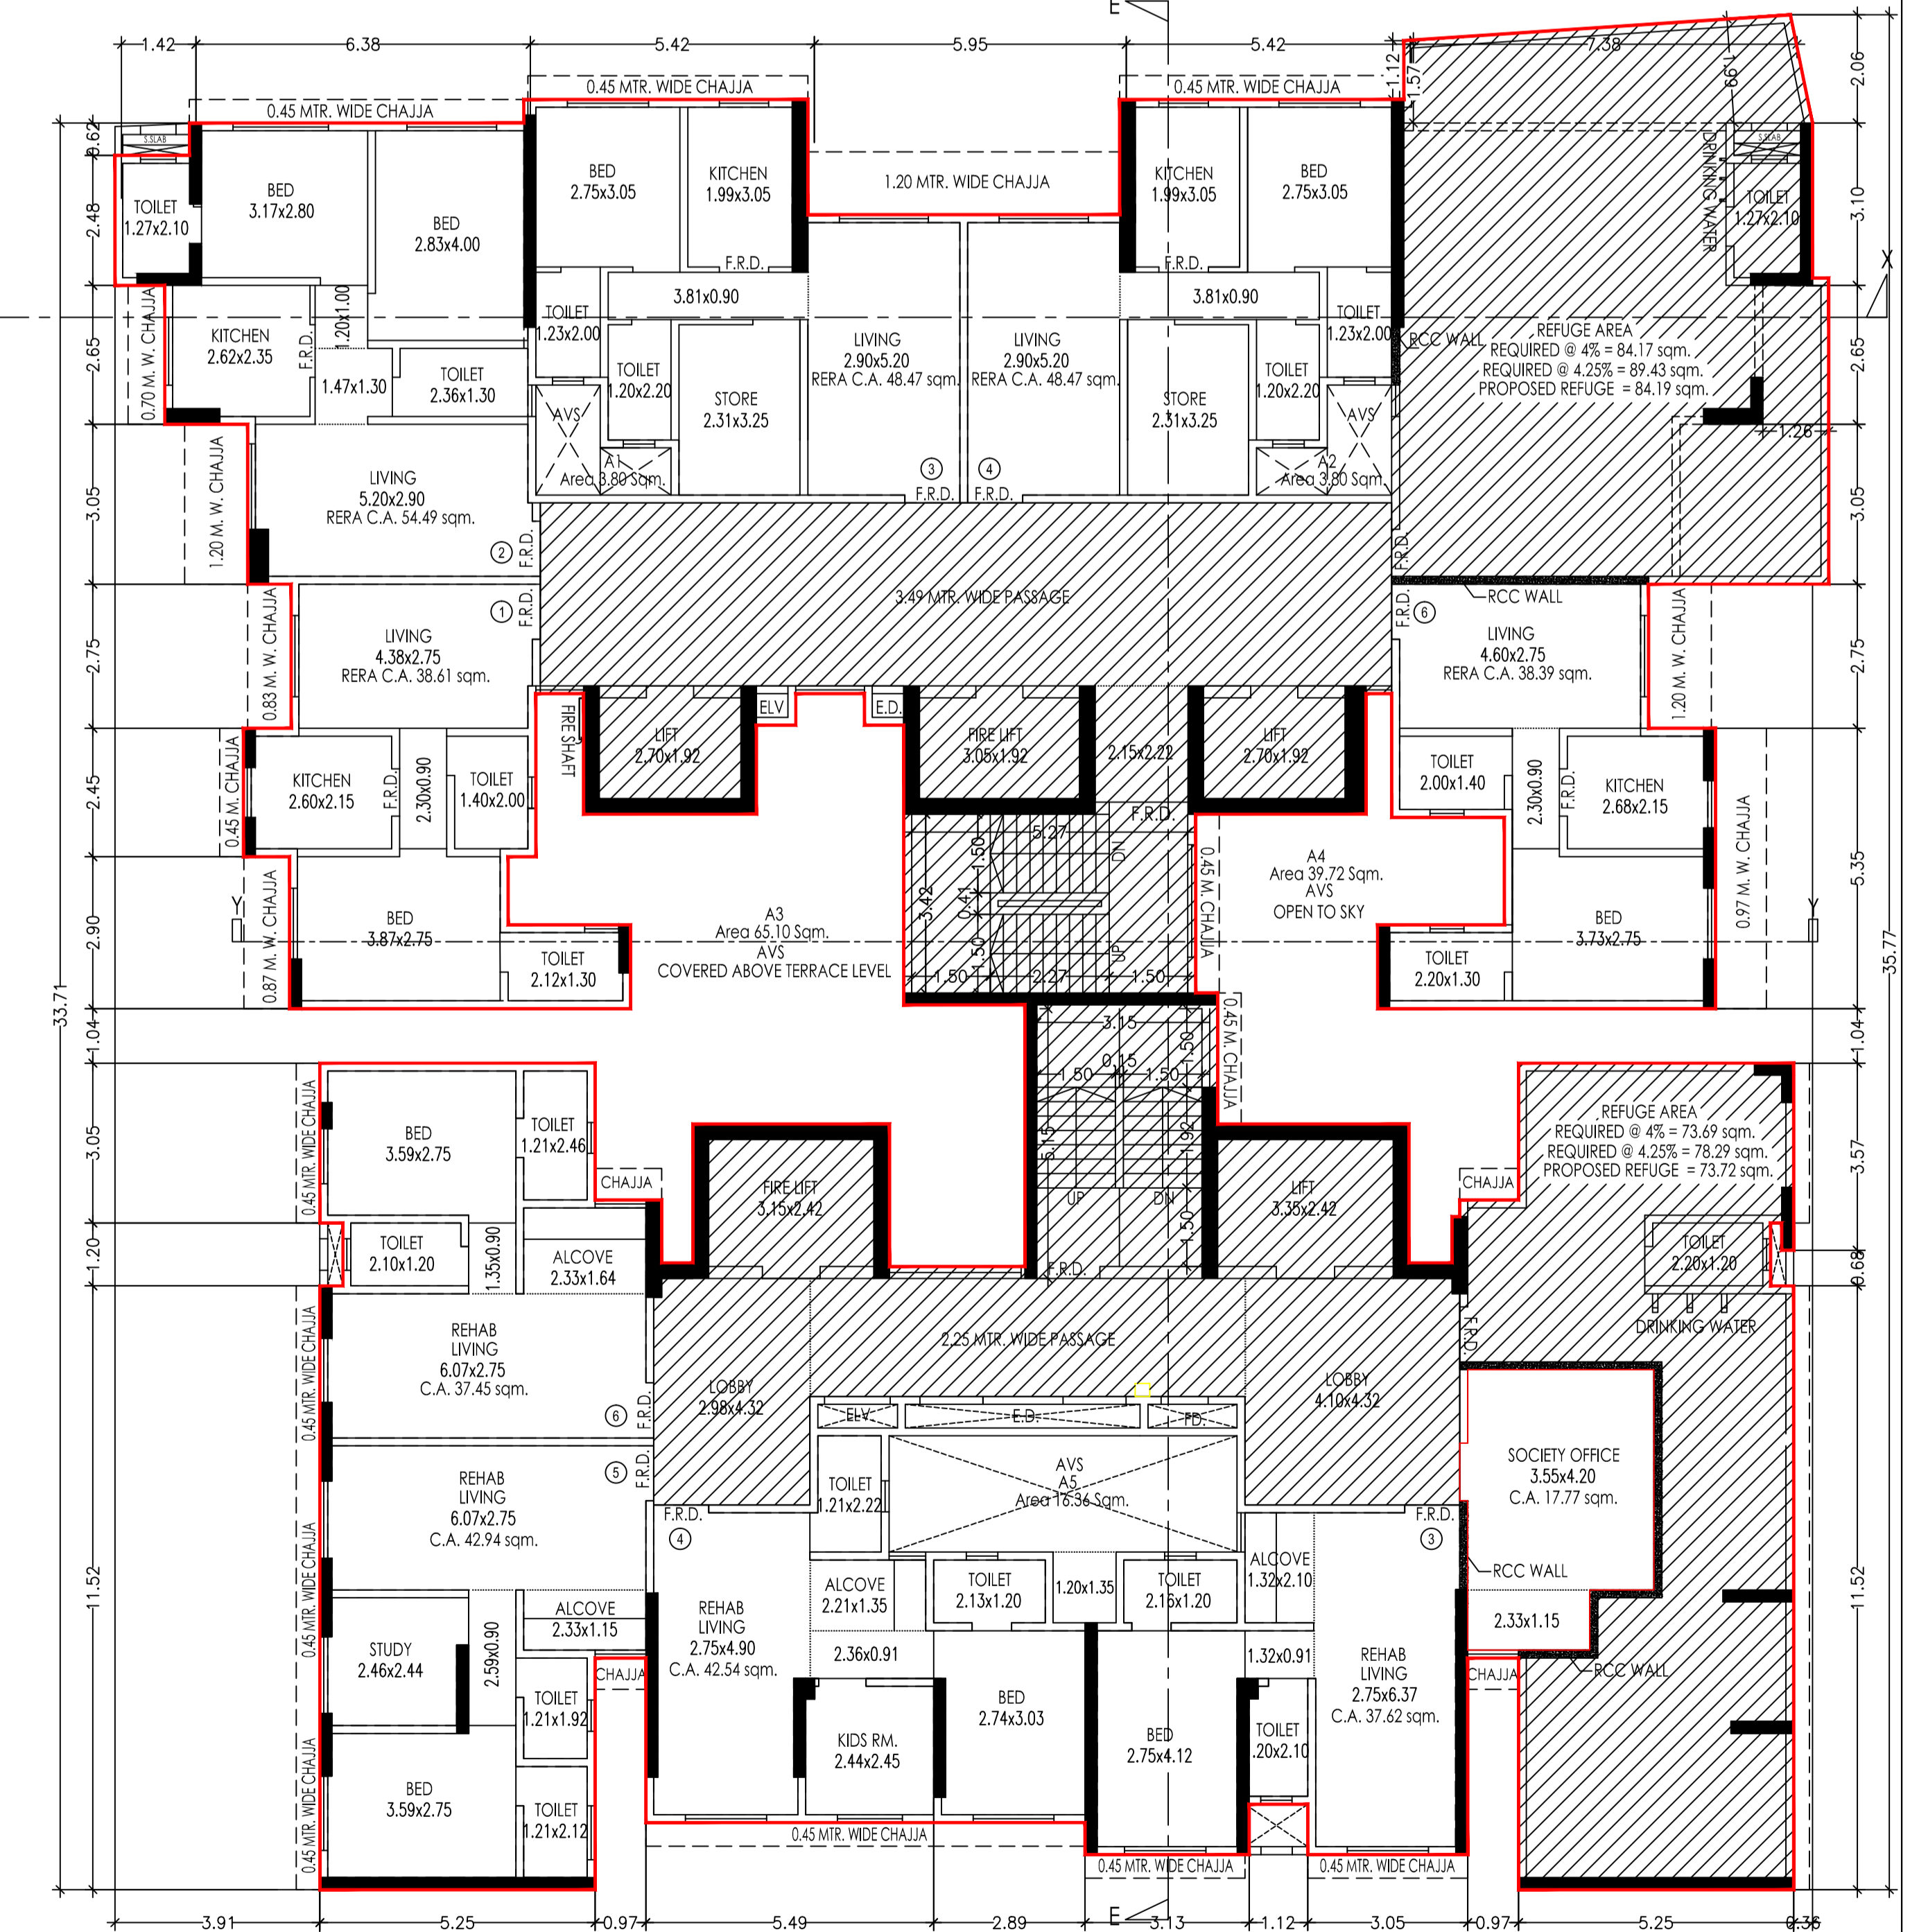 E
1.42
6.38
5.42
5.95
5.42
7.38
1.12
1.57
1.99
2.06
0.45 MTR. WIDE CHAJJA
0.45 MTR. WIDE CHAJJA
0.45 MTR. WIDE CHAJJA
0.62
S.SLAB
S.SLAB
BED
3.17x2.80
TOILET
1.27x2.10
BED
2.83x4.00
BED
2.75x3.05
KITCHEN
1.99x3.05
1.20 MTR. WIDE CHAJJA
KITCHEN
1.99x3.05
BED
2.75x3.05
DRINKING WATER
TOILET
1.27x2.10
2.48
3.10
F.R.D.
F.R.D.
X
3.81x0.90
3.81x0.90
0.70 M. W. CHAJJA
KITCHEN
2.62x2.35
F.R.D.
1.20x1.00
TOILET
1.23x2.00
TOILET
1.23x2.00
LIVING
2.90x5.20
RERA C.A. 48.47 sqm.
LIVING
2.90x5.20
RERA C.A. 48.47 sqm.
RCC WALL
REFUGE AREA
REQUIRED @ 4% = 84.17 sqm.
REQUIRED @ 4.25% = 89.43 sqm.
PROPOSED REFUGE = 84.19 sqm.
2.65
2.65
1.47x1.30
TOILET
2.36x1.30
TOILET
1.20x2.20
STORE
2.31x3.25
STORE
2.31x3.25
TOILET
1.20x2.20
AVS
AVS
1.26
A1
Area 3.80 Sqm.
A2
Area 3.80 Sqm.
3
4
F.R.D.
F.R.D.
1.20 M. W. CHAJJA
LIVING
5.20x2.90
RERA C.A. 54.49 sqm.
3.05
3.05
2
F.R.D.
F.R.D.
3.49 MTR. WIDE PASSAGE
RCC WALL
1
F.R.D.
F.R.D.
6
0.83 M. W. CHAJJA
LIVING
4.38x2.75
RERA C.A. 38.61 sqm.
LIVING
4.60x2.75
RERA C.A. 38.39 sqm.
1.20 M. W. CHAJJA
2.75
2.75
FIRE SHAFT
ELV
E.D.
LIFT
2.70x1.92
FIRE LIFT
3.05x1.92
2.15x2.22
LIFT
2.70x1.92
0.45 M. CHAJJA
KITCHEN
2.60x2.15
F.R.D.
2.30x0.90
TOILET
1.40x2.00
TOILET
2.00x1.40
2.30x0.90
F.R.D.
KITCHEN
2.68x2.15
2.45
F.R.D.
5.27
1.50
DN
3.42
0.41
1.50
UP
1.50
2.27
1.50
0.45 M. CHAJJA
A4
Area 39.72 Sqm.
AVS
OPEN TO SKY
0.97 M. W. CHAJJA
5.35
Y
Y
0.87 M. W. CHAJJA
BED
3.87x2.75
TOILET
2.12x1.30
A3
Area 65.10 Sqm.
AVS
COVERED ABOVE TERRACE LEVEL
TOILET
2.20x1.30
BED
3.73x2.75
2.90
33.71
35.77
1.04
1.04
3.15
0.15
1.50
1.50
1.50
0.45 M. CHAJJA
5.15
1.92
UP
DN
1.50
F.R.D.
0.45 MTR. WIDE CHAJJA
BED
3.59x2.75
TOILET
1.21x2.46
CHAJJA
CHAJJA
REFUGE AREA
REQUIRED @ 4% = 73.69 sqm.
REQUIRED @ 4.25% = 78.29 sqm.
PROPOSED REFUGE = 73.72 sqm.
3.05
3.57
FIRE LIFT
3.15x2.42
LIFT
3.35x2.42
1.20
TOILET
2.10x1.20
1.35x0.90
ALCOVE
2.33x1.64
TOILET
2.20x1.20
0.68
DRINKING WATER
0.45 MTR. WIDE CHAJJA
REHAB
LIVING
6.07x2.75
C.A. 37.45 sqm.
6
F.R.D.
2.25 MTR. WIDE PASSAGE
F.R.D.
LOBBY
2.98x4.32
LOBBY
4.10x4.32
ELV
E.D.
FD.
REHAB
LIVING
6.07x2.75
C.A. 42.94 sqm.
5
F.R.D.
TOILET
1.21x2.22
AVS
A5
Area 16.36 Sqm.
SOCIETY OFFICE
3.55x4.20
C.A. 17.77 sqm.
F.R.D.
4
F.R.D.
3
0.45 MTR. WIDE CHAJJA
11.52
11.52
ALCOVE
2.21x1.35
TOILET
2.13x1.20
1.20x1.35
TOILET
2.16x1.20
ALCOVE
1.32x2.10
RCC WALL
2.33x1.15
RCC WALL
ALCOVE
2.33x1.15
STUDY
2.46x2.44
2.59x0.90
CHAJJA
REHAB
LIVING
2.75x4.90
C.A. 42.54 sqm.
2.36x0.91
1.32x0.91
REHAB
LIVING
2.75x6.37
C.A. 37.62 sqm.
CHAJJA
TOILET
1.21x1.92
KIDS RM.
2.44x2.45
BED
2.74x3.03
BED
2.75x4.12
TOILET
.20x2.10
0.45 MTR. WIDE CHAJJA
BED
3.59x2.75
TOILET
1.21x2.12
0.45 MTR. WIDE CHAJJA
0.45 MTR. WIDE CHAJJA
0.45 MTR. WIDE CHAJJA
E
3.91
5.25
0.97
5.49
2.89
3.13
1.12
3.05
0.97
5.25
0.36